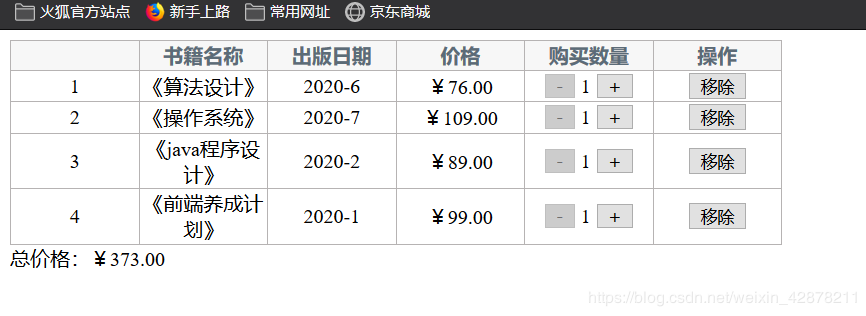 火狐官方站点 新手上路 常用网址 京东商城
书籍名称 出版日期 价格 购买数量 操作
1 《算法设计》 2020-6 ￥76.00 - 1 + 移除
2 《操作系统》 2020-7 ￥109.00 - 1 + 移除
3 《java程序设计》 2020-2 ￥89.00 - 1 + 移除
4 《前端养成计划》 2020-1 ￥99.00 - 1 + 移除
总价格：￥373.00
https://blog.csdn.net/weixin_42878211